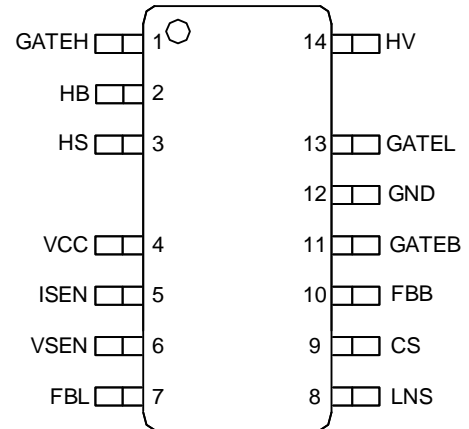 GATEH 1 14 HV
HB 2
HS 3 13 GATEL
12 GND
VCC 4 11 GATEB
ISEN 5 10 FBB
VSEN 6 9 CS
FBL 7 8 LNS